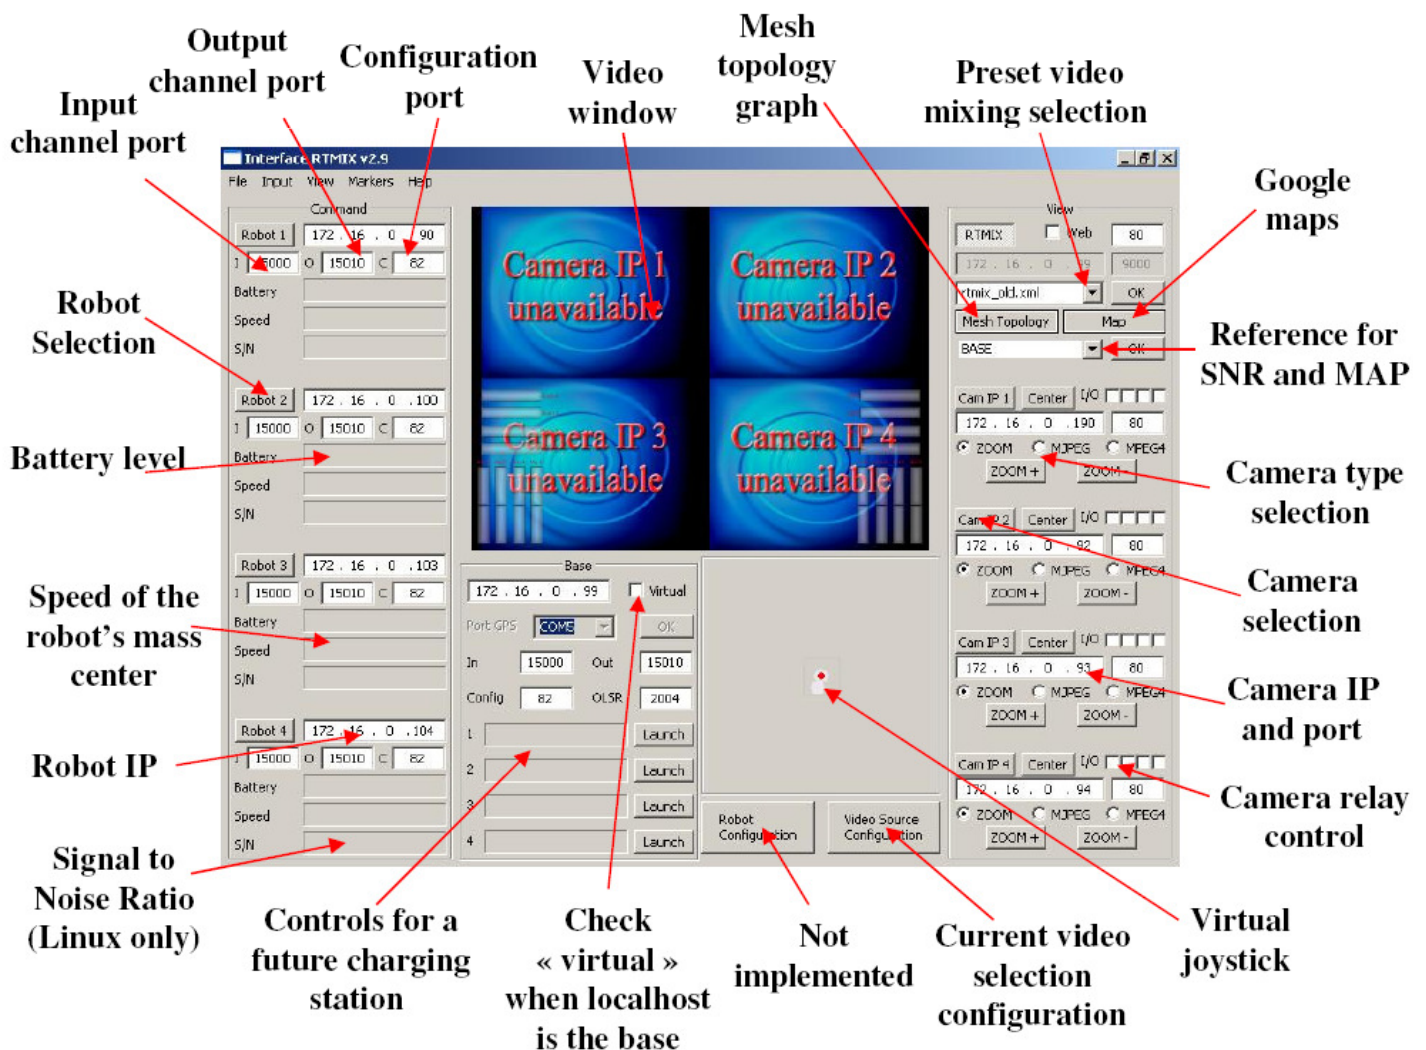 Output
channel port
Configuration
port
Input
channel port
Video
window
Mesh
topology
graph
Preset video
mixing selection
Google
maps
Robot
Selection
Battery level
Speed of the
robot's mass
center
Robot IP
Signal to
Noise Ratio
(Linux only)
Interface RTMIX v2.9
File Input View Markers Help
Command
Robot 1 172 . 16 . 0 . 90
I 15000 O 15010 C 82
Battery
Speed
S/N
Robot 2 172 . 16 . 0 . 100
I 15000 O 15010 C 82
Battery
Speed
S/N
Robot 3 172 . 16 . 0 . 103
I 15000 O 15010 C 82
Battery
Speed
S/N
Robot 4 172 . 16 . 0 . 104
I 15000 O 15010 C 82
Battery
Speed
S/N
Camera IP 1
unavailable
Camera IP 2
unavailable
Camera IP 3
unavailable
Camera IP 4
unavailable
Base
172 . 16 . 0 . 99 Virtual
Port GPS COM5 OK
In 15000 Out 15010
Config 82 OLSR 2004
1 Launch
2 Launch
3 Launch
4 Launch
Robot
Configuration
Video Source
Configuration
View
RTMIX Web 80
172 . 16 . 0 . 99 9000
rtmix_old.xml OK
Mesh Topology Map
BASE OK
Cam IP 1 Center I/O
172 . 16 . 0 . 190 80
ZOOM MJPEG MPEG4
ZOOM + ZOOM -
Cam IP 2 Center I/O
172 . 16 . 0 . 92 80
ZOOM MJPEG MPEG4
ZOOM + ZOOM -
Cam IP 3 Center I/O
172 . 16 . 0 . 93 80
ZOOM MJPEG MPEG4
ZOOM + ZOOM -
Cam IP 4 Center I/O
172 . 16 . 0 . 94 80
ZOOM MJPEG MPEG4
ZOOM + ZOOM -
Reference for
SNR and MAP
Camera type
selection
Camera
selection
Camera IP
and port
Camera relay
control
Controls for a
future charging
station
Check
« virtual »
when localhost
is the base
Not
implemented
Current video
selection
configuration
Virtual
joystick